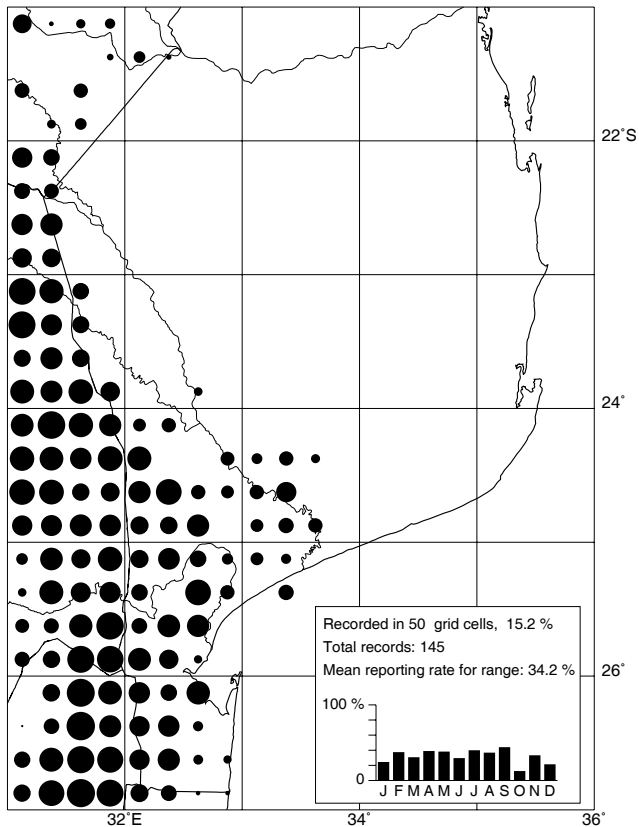 22°S
24°
Recorded in 50 grid cells, 15.2 %
Total records: 145
Mean reporting rate for range: 34.2 %
26°
100 %
0
J F M A M J J A S O N D
32°E 34° 36°